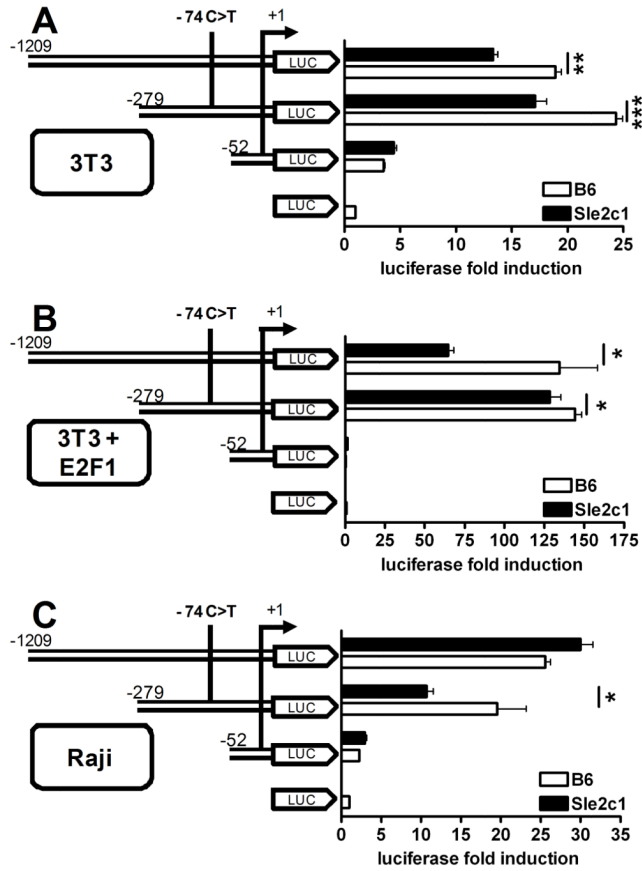 A
-74 C>T
+1
-1209
LUC
**
-279
LUC
***
3T3
-52
LUC
B6
LUC
Sle2c1
0 5 10 15 20 25
luciferase fold induction
B
-74 C>T
+1
-1209
LUC
*
-279
LUC
*
3T3 +
E2F1
-52
LUC
B6
LUC
Sle2c1
0 25 50 75 100 125 150 175
luciferase fold induction
C
-74 C>T
+1
-1209
LUC
-279
LUC
*
Raji
-52
LUC
B6
LUC
Sle2c1
0 5 10 15 20 25 30 35
luciferase fold induction